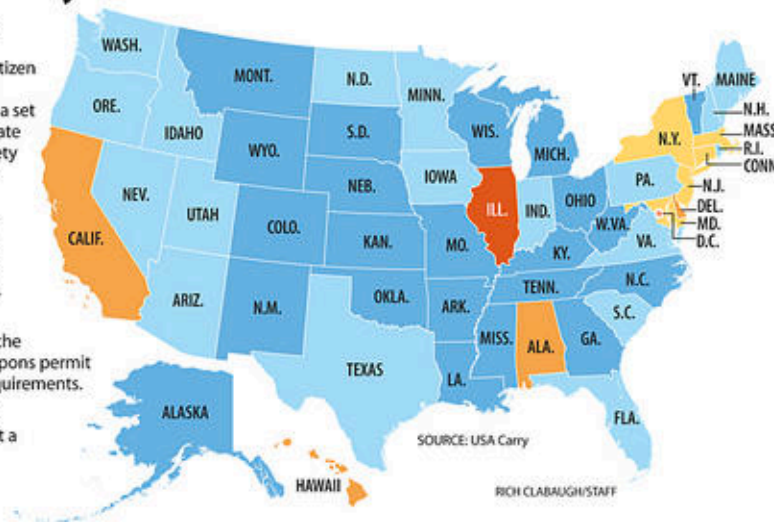 tizen
a set
ate
ety
the
pons permit
quirements.
t a
WASH.
MONT.
N.D.
MINN.
VT.
MAINE
ORE.
IDAHO
S.D.
WIS.
MICH.
N.Y.
N.H.
MASS
R.I.
CONN
WYO.
IOWA
PA.
N.J.
NEV.
NEB.
ILL.
IND.
OHIO
DEL.
MD.
D.C.
UTAH
COLO.
W.VA.
VA.
CALIF.
KAN.
MO.
KY.
ARIZ.
N.M.
OKLA.
ARK.
TENN.
N.C.
S.C.
MISS.
ALA.
GA.
TEXAS
LA.
FLA.
ALASKA
HAWAII
SOURCE: USA Carry
RICH CLABAUGH/STAFF